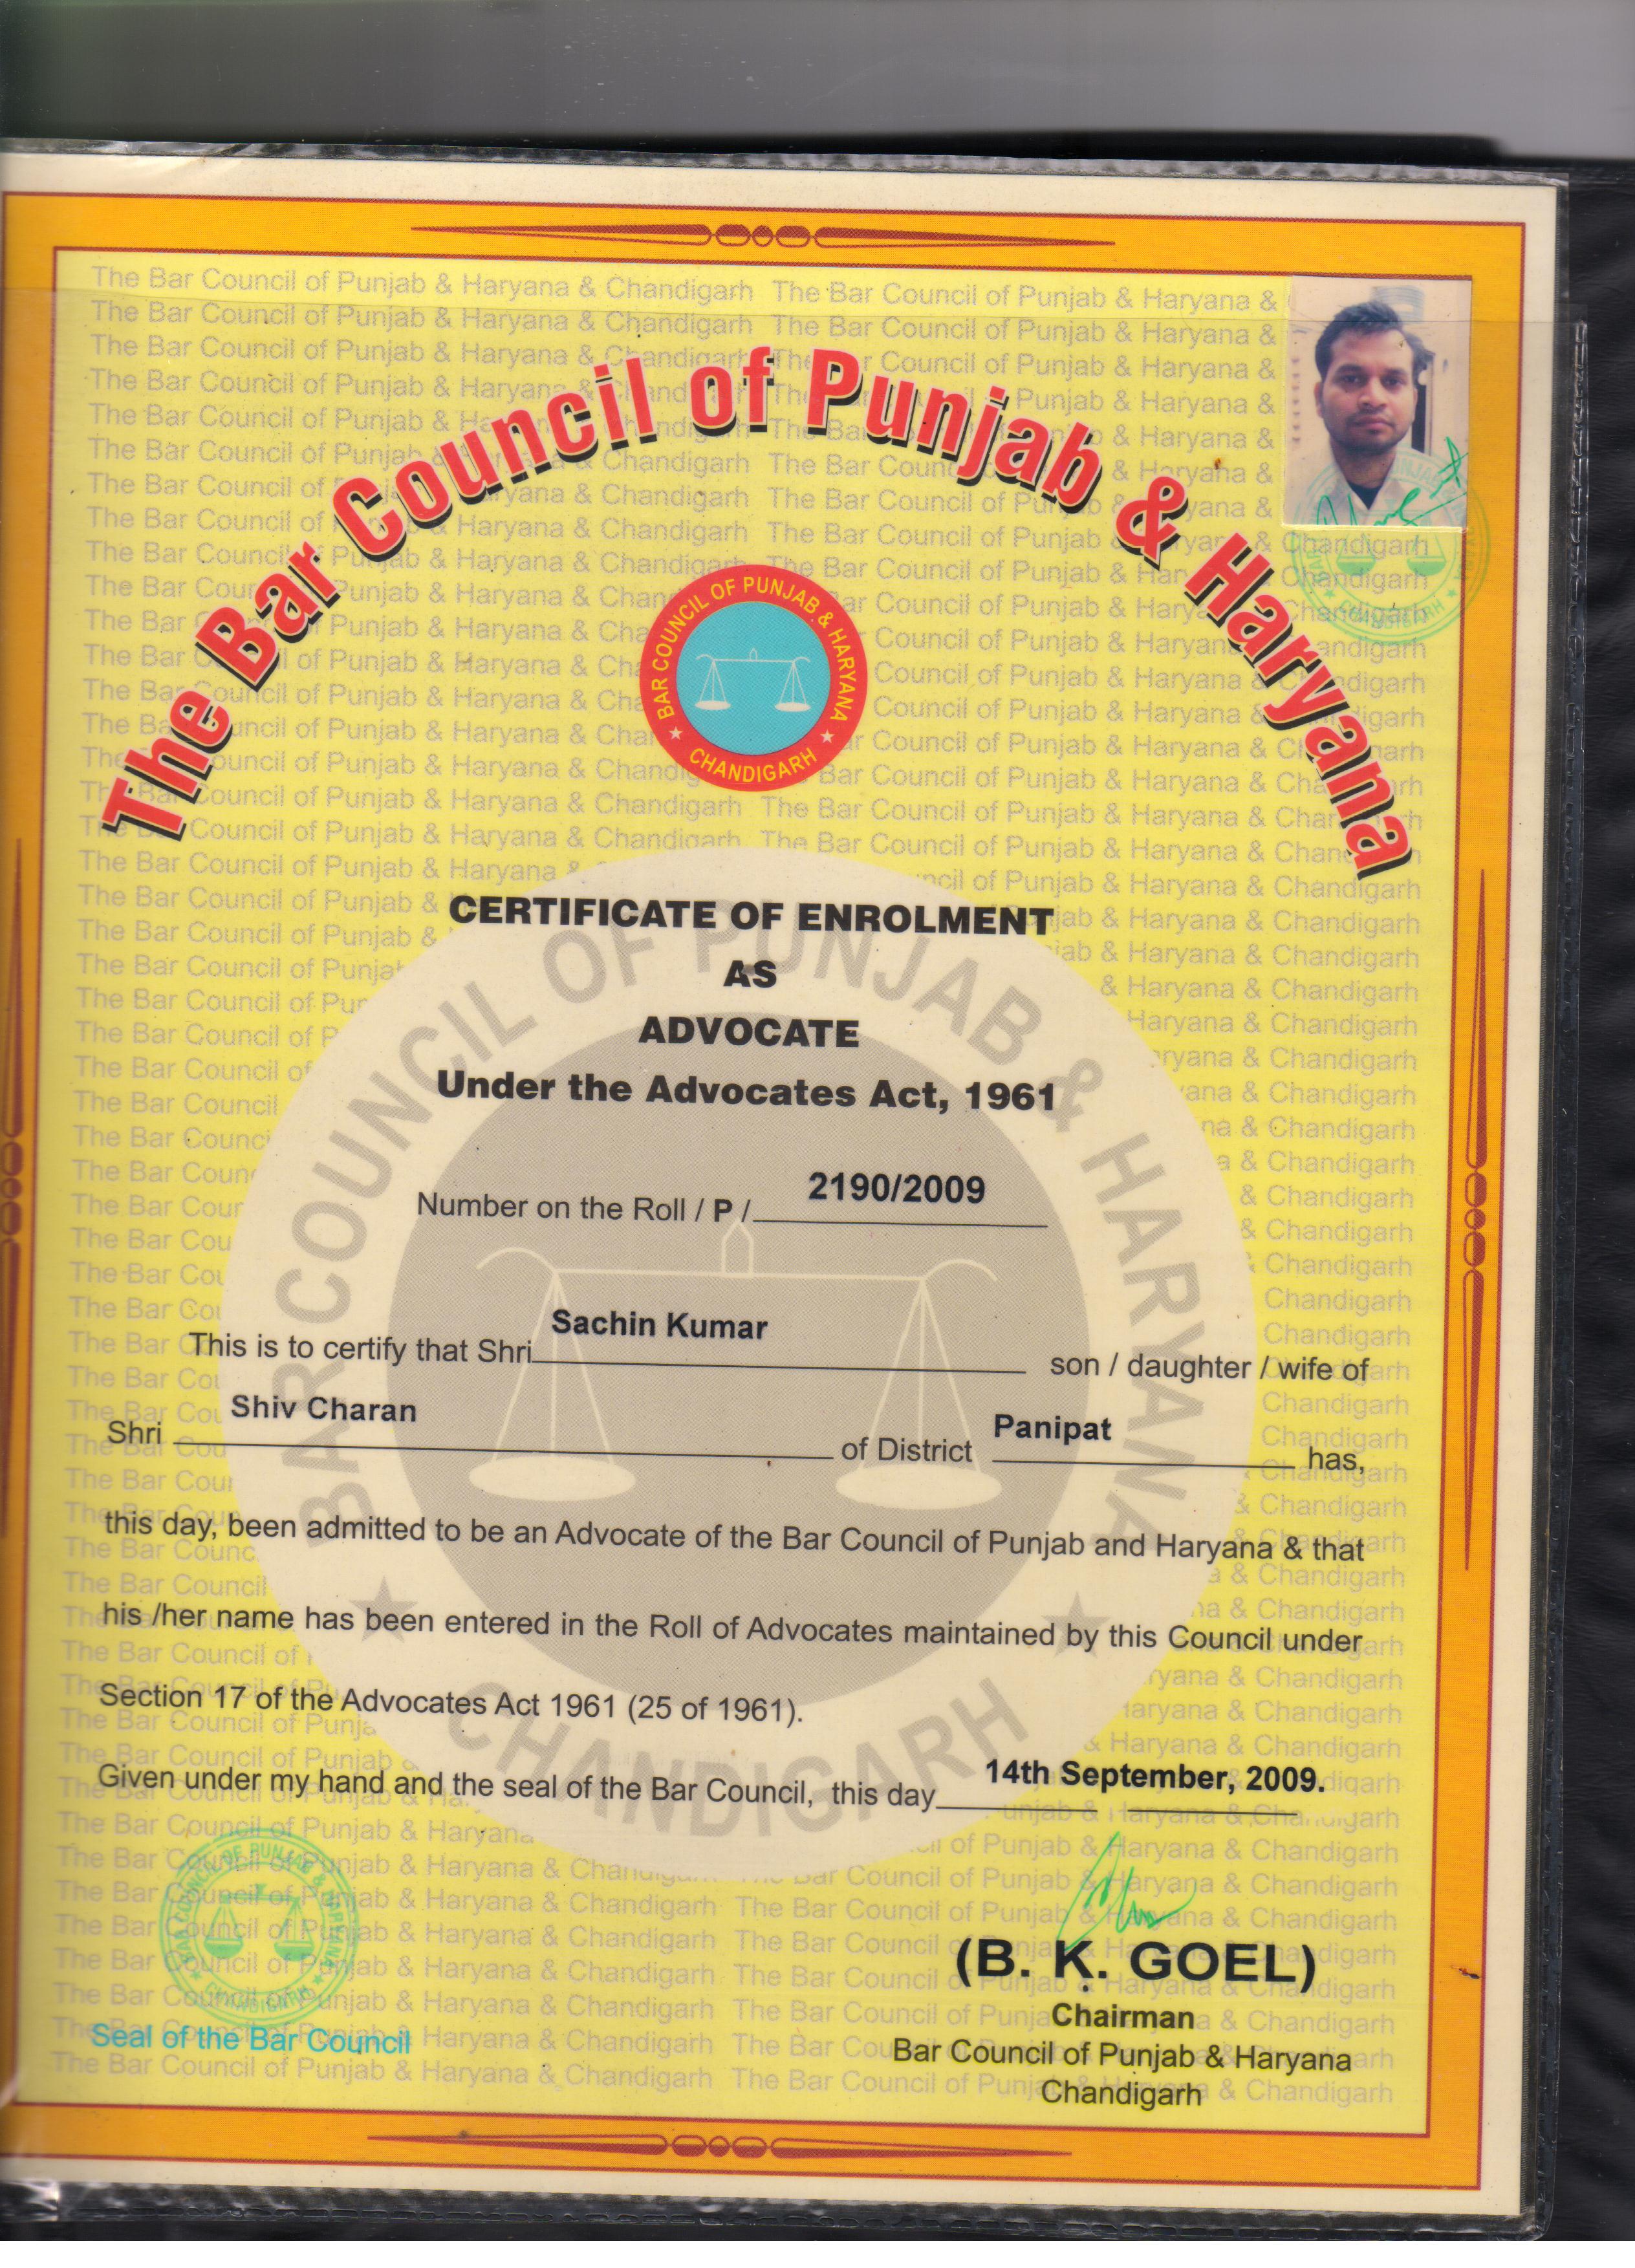 The Bar Council of Punjab & Haryana
BAR COUNCIL OF PUNJAB & HARYANA
★ CHANDIGARH ★
CERTIFICATE OF ENROLMENT
AS
ADVOCATE
Under the Advocates Act, 1961
Number on the Roll / P / 2190/2009
This is to certify that Shri Sachin Kumar son / daughter / wife of
Shri Shiv Charan of District Panipat has,
this day, been admitted to be an Advocate of the Bar Council of Punjab and Haryana & that
his /her name has been entered in the Roll of Advocates maintained by this Council under
Section 17 of the Advocates Act 1961 (25 of 1961).
Given under my hand and the seal of the Bar Council, this day 14th September, 2009.
(B. K. GOEL)
Chairman
Bar Council of Punjab & Haryana
Chandigarh
Seal of the Bar Council